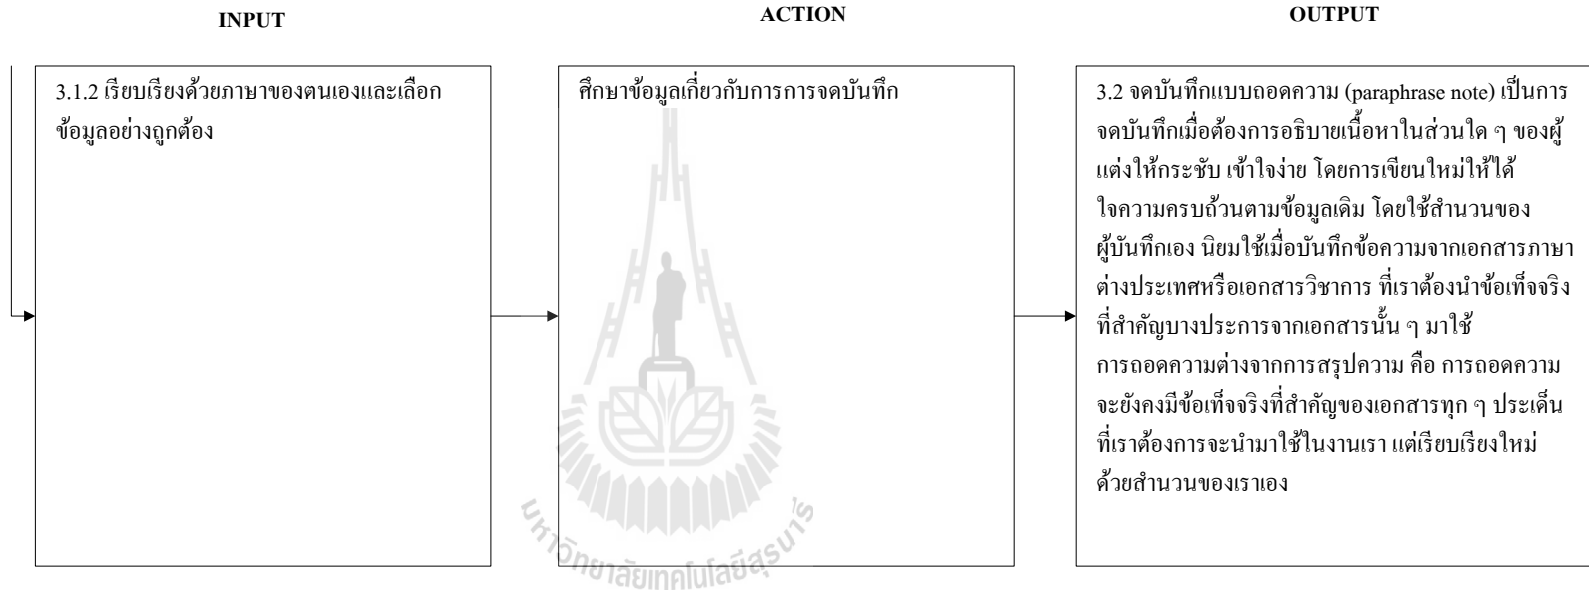 INPUT
ACTION
OUTPUT
3.1.2 เรียบเรียงด้วยภาษาของตนเองและเลือก
ข้อมูลอย่างถูกต้อง
ศึกษาข้อมูลเกี่ยวกับการการจดบันทึก
3.2 จดบันทึกแบบถอดความ (paraphrase note) เป็นการ
จดบันทึกเมื่อต้องการอธิบายเนื้อหาในส่วนใด ๆ ของผู้
แต่งให้กระชับ เข้าใจง่าย โดยการเขียนใหม่ให้ได้
ใจความครบถ้วนตามข้อมูลเดิม โดยใช้สำนวนของ
ผู้บันทึกเอง นิยมใช้เมื่อบันทึกข้อความจากเอกสารภาษา
ต่างประเทศหรือเอกสารวิชาการ ที่เราต้องนำข้อเท็จจริง
ที่สำคัญบางประการจากเอกสารนั้น ๆ มาใช้
การถอดความต่างจากการสรุปความ คือ การถอดความ
จะยังคงมีข้อเท็จจริงที่สำคัญของเอกสารทุก ๆ ประเด็น
ที่เราต้องการจะนำมาใช้ในงานเรา แต่เรียบเรียงใหม่
ด้วยสำนวนของเราเอง
มหาวิทยาลัยเทคโนโลยีสุรนารี